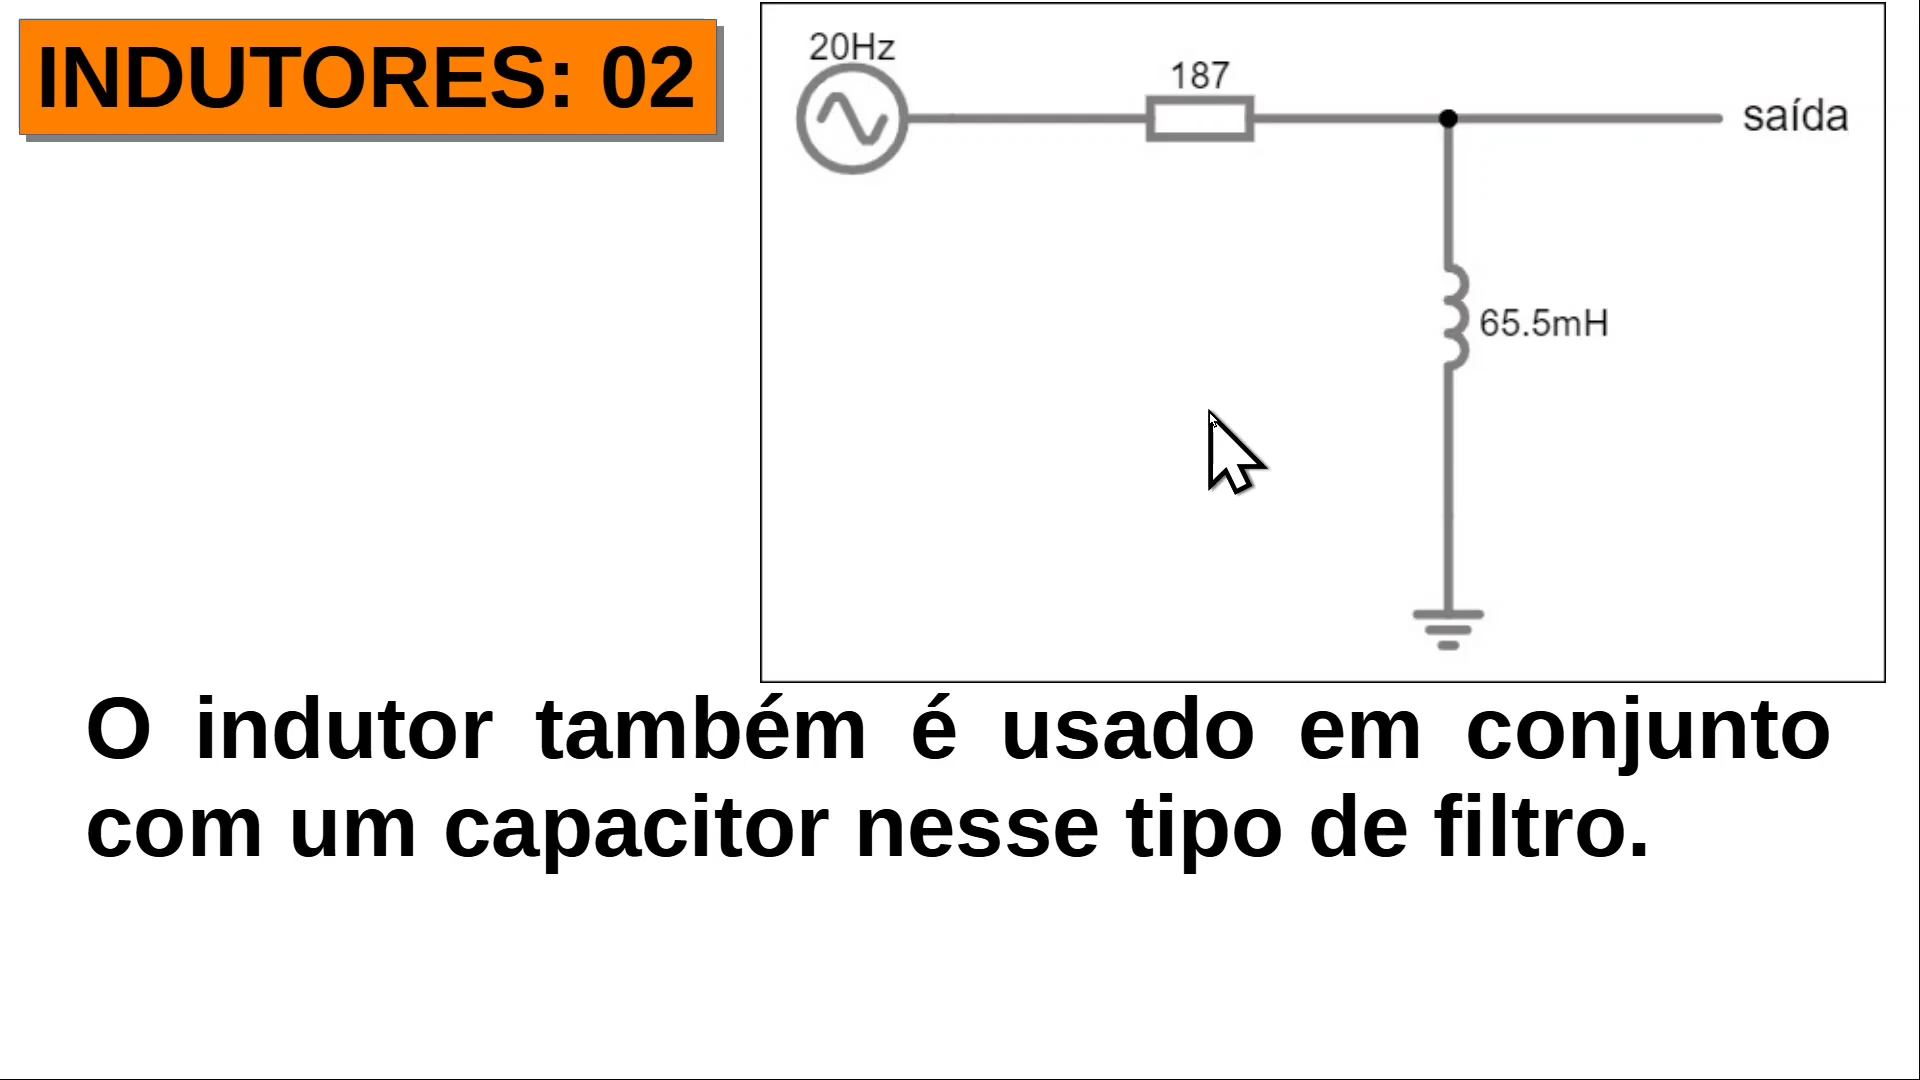 INDUTORES: 02
20Hz
187
saída
65.5mH
O indutor também é usado em conjunto
com um capacitor nesse tipo de filtro.